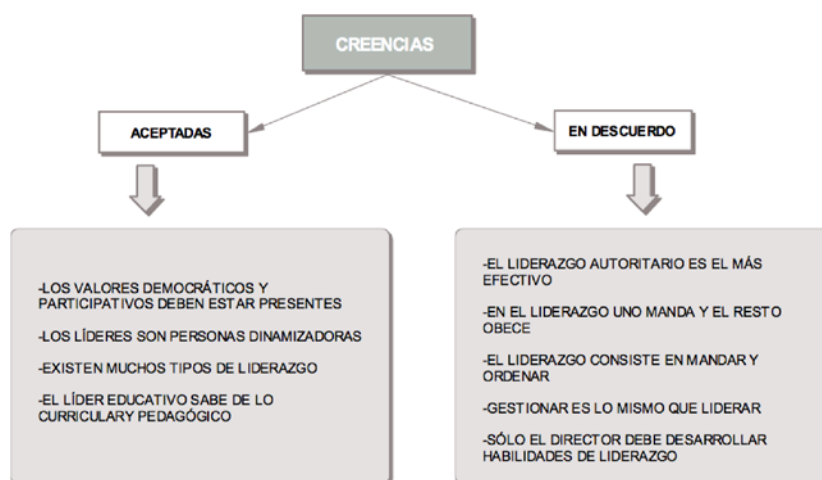 CREENCIAS
ACEPTADAS
EN DESCUERDO
-LOS VALORES DEMOCRÁTICOS Y
PARTICIPATIVOS DEBEN ESTAR PRESENTES
-LOS LÍDERES SON PERSONAS DINAMIZADORAS
-EXISTEN MUCHOS TIPOS DE LIDERAZGO
-EL LÍDER EDUCATIVO SABE DE LO
CURRICULARY PEDAGÓGICO
-EL LIDERAZGO AUTORITARIO ES EL MÁS
EFECTIVO
-EN EL LIDERAZGO UNO MANDA Y EL RESTO
OBECE
-EL LIDERAZGO CONSISTE EN MANDAR Y
ORDENAR
-GESTIONAR ES LO MISMO QUE LIDERAR
-SÓLO EL DIRECTOR DEBE DESARROLLAR
HABILIDADES DE LIDERAZGO